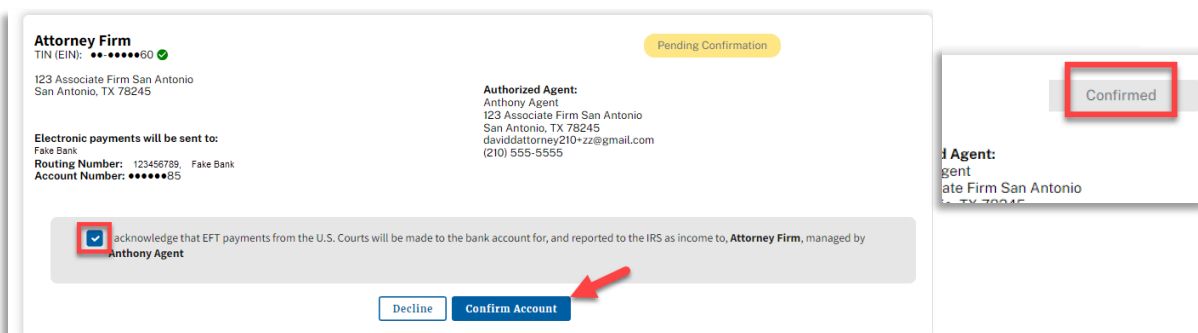 Attorney Firm
TIN (EIN): ••-•••••60
Pending Confirmation
123 Associate Firm San Antonio
San Antonio, TX 78245
Authorized Agent:
Anthony Agent
123 Associate Firm San Antonio
San Antonio, TX 78245
daviddattorney210+zz@gmail.com
(210) 555-5555
Electronic payments will be sent to:
Fake Bank
Routing Number: 123456789, Fake Bank
Account Number: ••••••85
acknowledge that EFT payments from the U.S. Courts will be made to the bank account for, and reported to the IRS as income to, Attorney Firm, managed by
Anthony Agent
Decline
Confirm Account
Confirmed
d Agent:
gent
ate Firm San Antonio